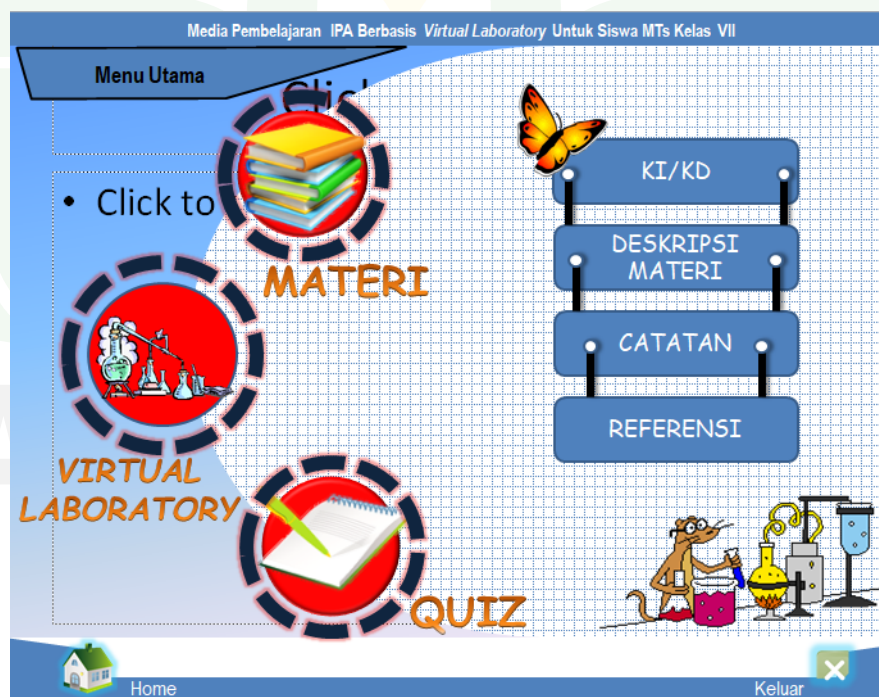 Media Pembelajaran IPA Berbasis Virtual Laboratory Untuk Siswa MTs Kelas VII
Menu Utama
Click
• Click to
MATERI
VIRTUAL
LABORATORY
QUIZ
KI/KD
DESKRIPSI
MATERI
CATATAN
REFERENSI
Home
Keluar